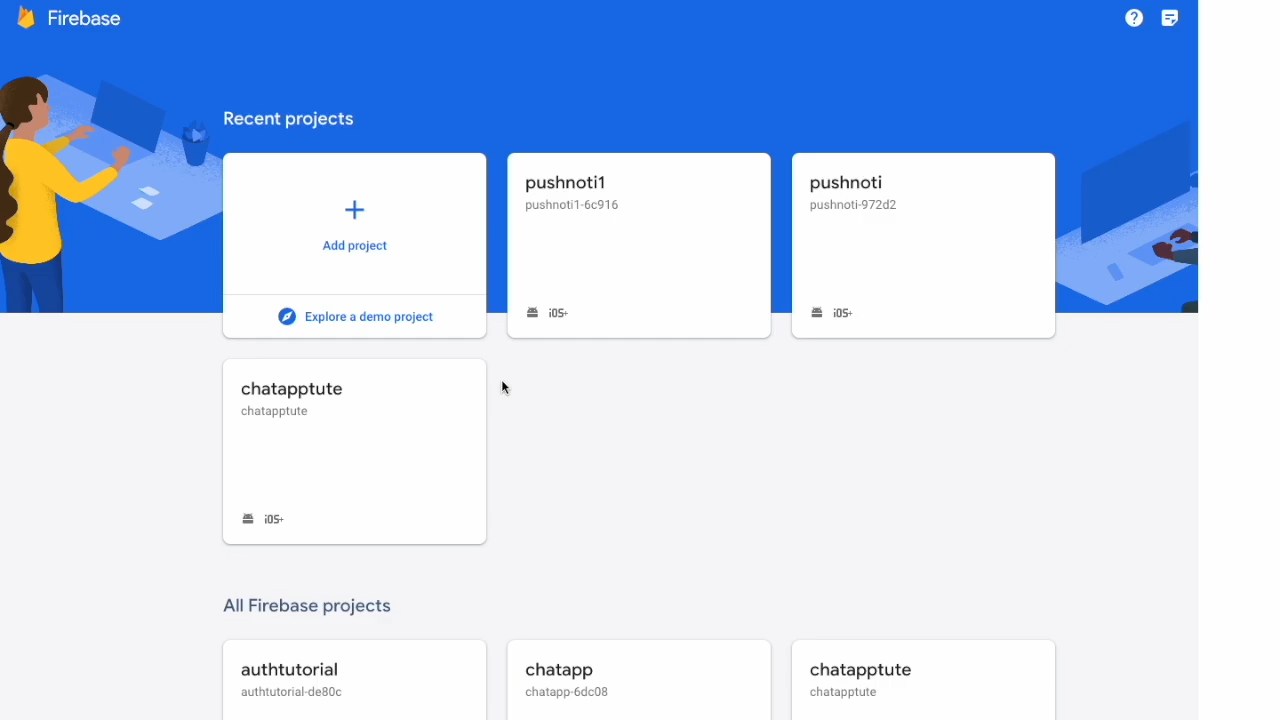 Firebase
Recent projects
Add project
Explore a demo project
pushnoti1
pushnoti1-6c916
iOS+
pushnoti
pushnoti-972d2
iOS+
chatapptute
chatapptute
iOS+
All Firebase projects
authtutorial
authtutorial-de80c
chatapp
chatapp-6dc08
chatapptute
chatapptute